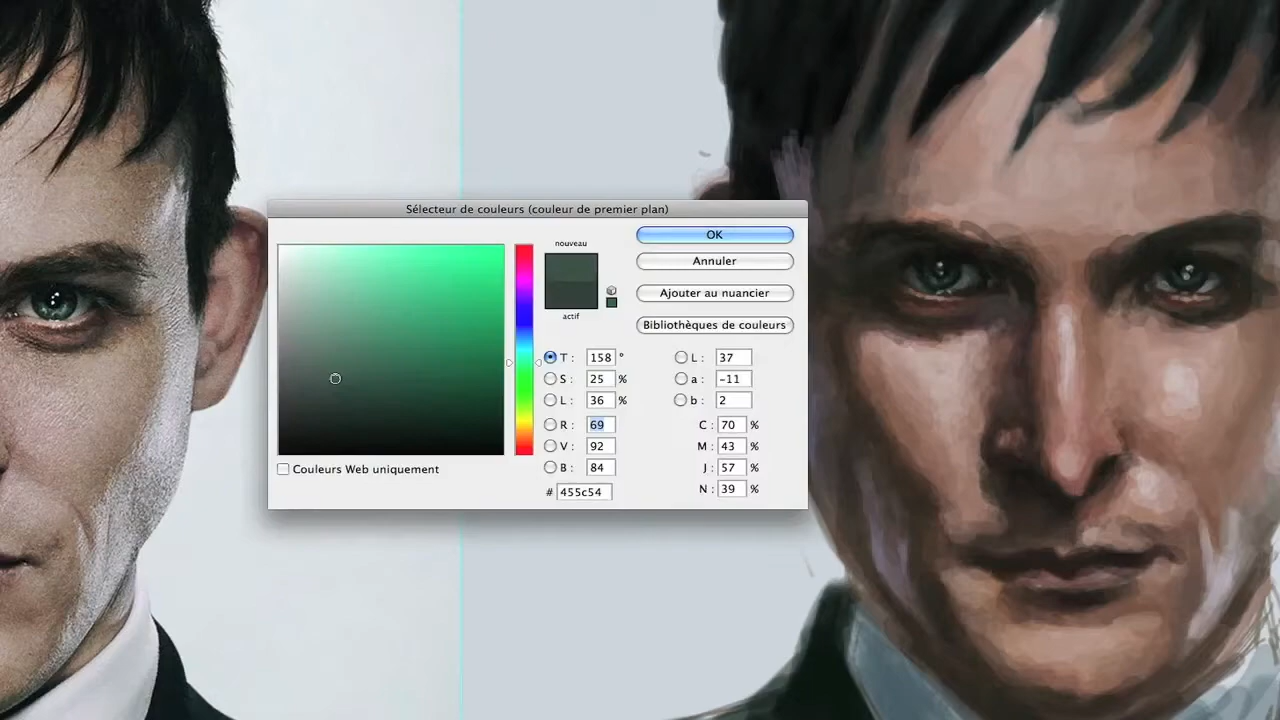 Sélecteur de couleurs (couleur de premier plan)
nouveau
actif
OK
Annuler
Ajouter au nuancier
Bibliothèques de couleurs
T : 158 °
S : 25 %
L : 36 %
R : 69
V : 92
B : 84
# 455c54
L : 37
a : -11
b : 2
C : 70 %
M : 43 %
J : 57 %
N : 39 %
Couleurs Web uniquement